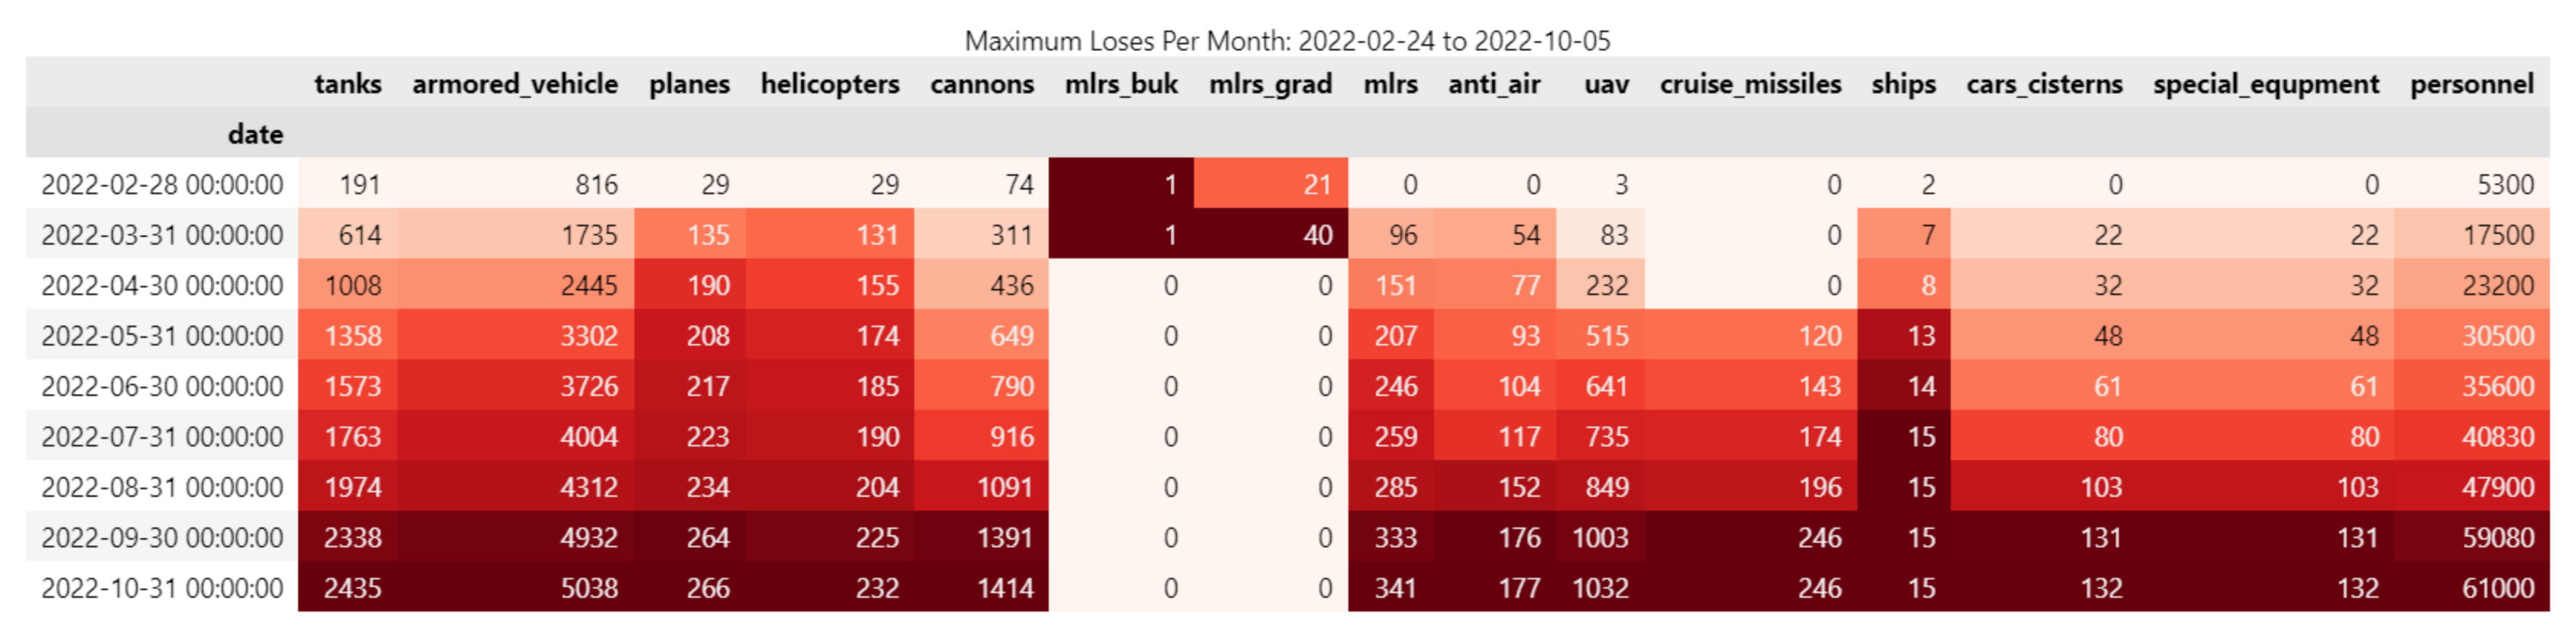 Maximum Loses Per Month: 2022-02-24 to 2022-10-05
tanks armored_vehicle planes helicopters cannons mlrs_buk mlrs_grad mlrs anti_air uav cruise_missiles ships cars_cisterns special_equpment personnel
date
2022-02-28 00:00:00 191 816 29 29 74 1 21 0 0 3 0 2 0 0 5300
2022-03-31 00:00:00 614 1735 135 131 311 1 40 96 54 83 0 7 22 22 17500
2022-04-30 00:00:00 1008 2445 190 155 436 0 0 151 77 232 0 8 32 32 23200
2022-05-31 00:00:00 1358 3302 208 174 649 0 0 207 93 515 120 13 48 48 30500
2022-06-30 00:00:00 1573 3726 217 185 790 0 0 246 104 641 143 14 61 61 35600
2022-07-31 00:00:00 1763 4004 223 190 916 0 0 259 117 735 174 15 80 80 40830
2022-08-31 00:00:00 1974 4312 234 204 1091 0 0 285 152 849 196 15 103 103 47900
2022-09-30 00:00:00 2338 4932 264 225 1391 0 0 333 176 1003 246 15 131 131 59080
2022-10-31 00:00:00 2435 5038 266 232 1414 0 0 341 177 1032 246 15 132 132 61000